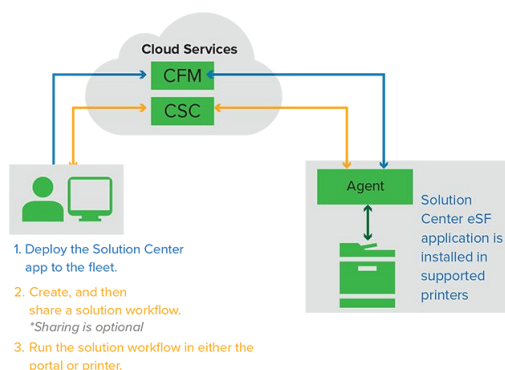 Cloud Services
CFM
CSC
Agent
Solution
Center eSF
application is
installed in
supported
printers
1. Deploy the Solution Center
app to the fleet.
2. Create, and then
share a solution workflow.
*Sharing is optional
3. Run the solution workflow in either the
portal or printer.